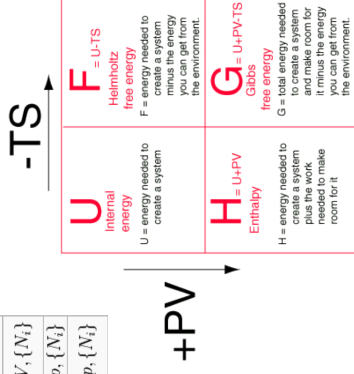 -TS
U
Internal
energy
U = energy needed to
create a system
F = U-TS
Helmholtz
free energy
F = energy needed to
create a system
minus the energy
you can get from
the environment.
+PV
H = U+PV
Enthalpy
H = energy needed to
create a system
plus the work
needed to make
room for it
G = U+PV-TS
Gibbs
free energy
G = total energy needed
to create a system
and make room for
it minus the energy
you can get from
the environment.
V, {N_i}
p, {N_i}
p, {N_i}